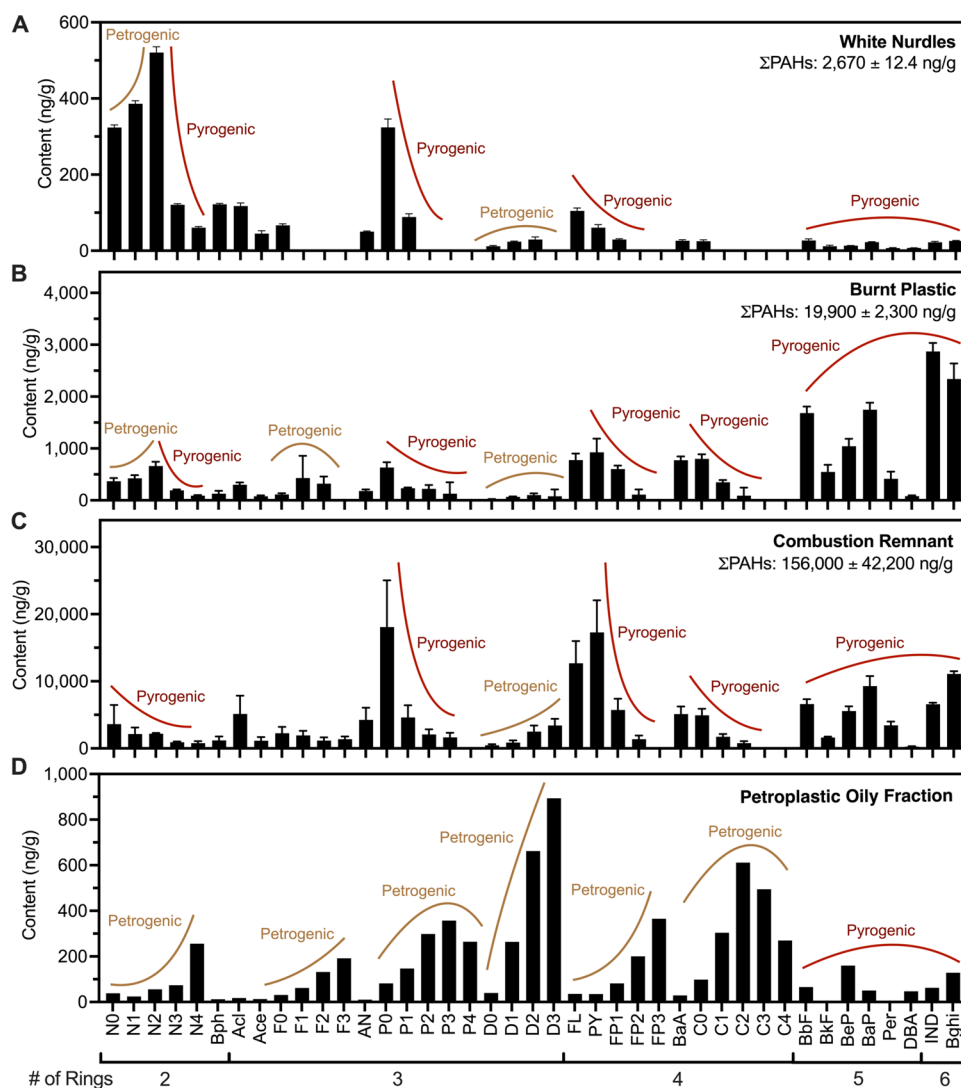 A
600
400
200
0
Content (ng/g)
Petrogenic
Pyrogenic
Pyrogenic
Petrogenic
Pyrogenic
Pyrogenic
White Nurdles
ΣPAHs: 2,670 ± 12.4 ng/g
B
4,000
3,000
2,000
1,000
0
Content (ng/g)
Petrogenic
Pyrogenic
Petrogenic
Pyrogenic
Petrogenic
Pyrogenic
Pyrogenic
Pyrogenic
Burnt Plastic
ΣPAHs: 19,900 ± 2,300 ng/g
C
30,000
20,000
10,000
0
Content (ng/g)
Pyrogenic
Pyrogenic
Petrogenic
Pyrogenic
Pyrogenic
Pyrogenic
Combustion Remnant
ΣPAHs: 156,000 ± 42,200 ng/g
D
1,000
800
600
400
200
0
Content (ng/g)
Petrogenic
Petrogenic
Petrogenic
Petrogenic
Petrogenic
Petrogenic
Pyrogenic
Petroplastic Oily Fraction
N0
N1
N2
N3
N4
Bph
Acl
Ace
F0
F1
F2
F3
AN
P0
P1
P2
P3
P4
D0
D1
D2
D3
FL
PY
FP1
FP2
FP3
BaA
C0
C1
C2
C3
C4
BbF
BkF
BeP
BaP
Per
DBA
IND
Bghi
# of Rings 2 3 4 5 6